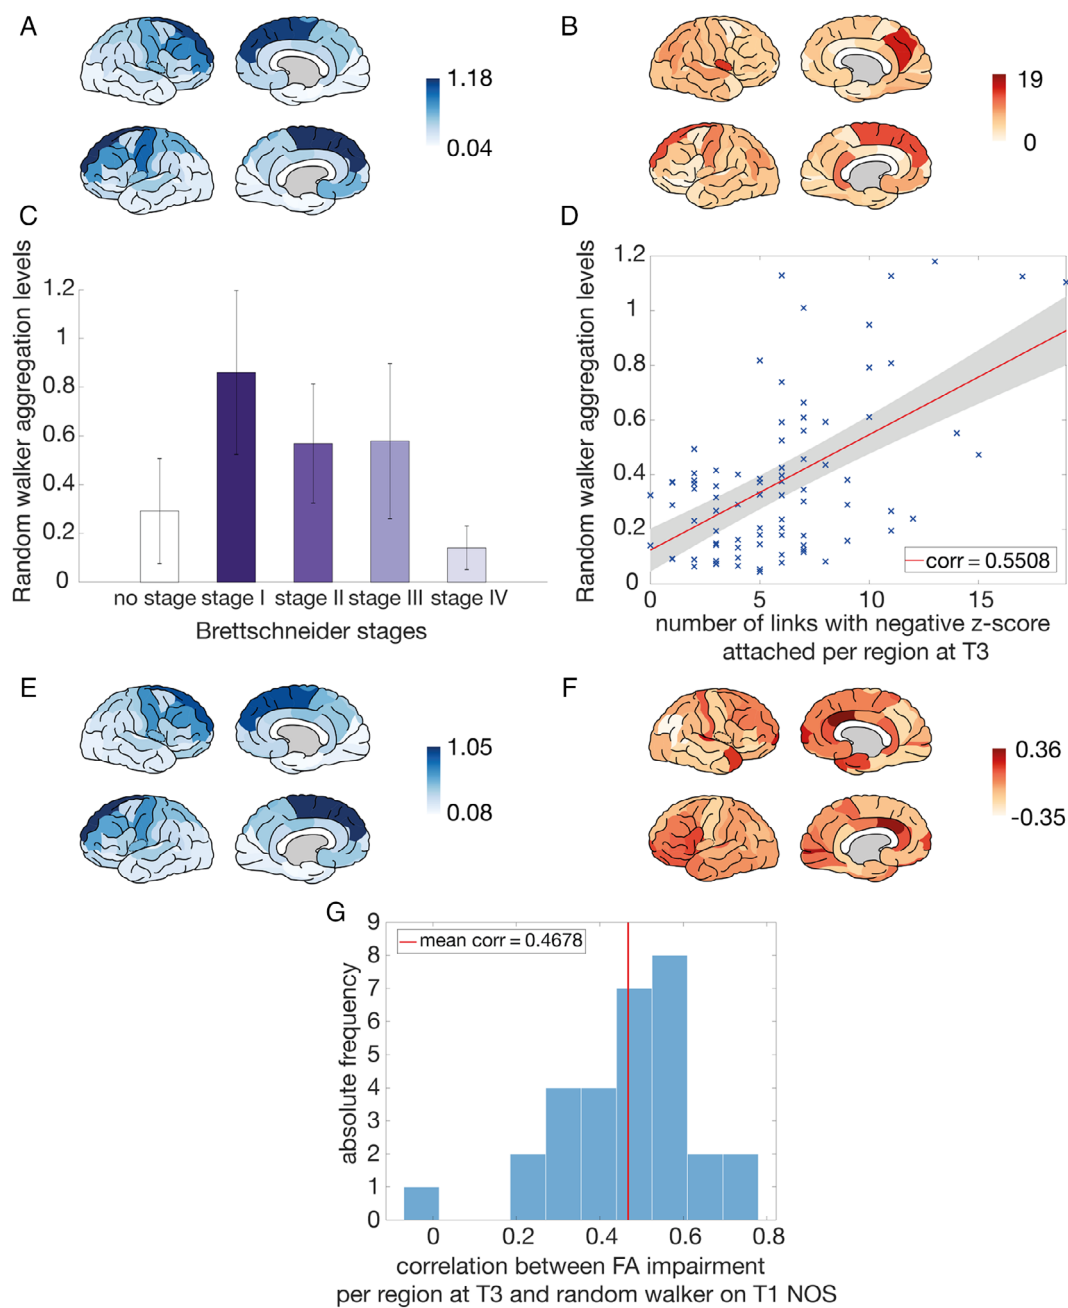 A
1.18
0.04
B
19
0
C
Random walker aggregation levels
1.2
1
0.8
0.6
0.4
0.2
0
no stage stage I stage II stage III stage IV
Brettschneider stages
D
Random walker aggregation levels
1.2
1
0.8
0.6
0.4
0.2
0
corr = 0.5508
0 5 10 15
number of links with negative z-score
attached per region at T3
E
1.05
0.08
F
0.36
-0.35
G
absolute frequency
9
8
7
6
5
4
3
2
1
0
mean corr = 0.4678
0 0.2 0.4 0.6 0.8
correlation between FA impairment
per region at T3 and random walker on T1 NOS